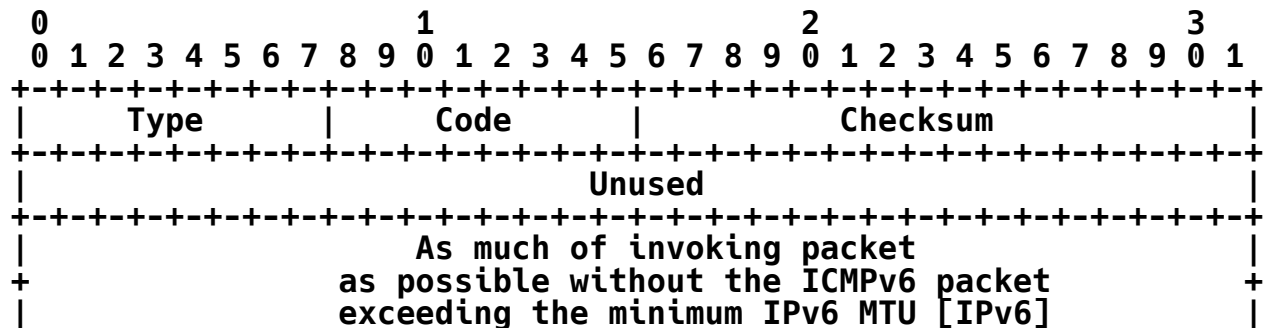 0                   1                   2                   3
 0 1 2 3 4 5 6 7 8 9 0 1 2 3 4 5 6 7 8 9 0 1 2 3 4 5 6 7 8 9 0 1
+-+-+-+-+-+-+-+-+-+-+-+-+-+-+-+-+-+-+-+-+-+-+-+-+-+-+-+-+-+-+-+-+
|     Type      |     Code      |          Checksum             |
+-+-+-+-+-+-+-+-+-+-+-+-+-+-+-+-+-+-+-+-+-+-+-+-+-+-+-+-+-+-+-+-+
|                             Unused                            |
+-+-+-+-+-+-+-+-+-+-+-+-+-+-+-+-+-+-+-+-+-+-+-+-+-+-+-+-+-+-+-+-+
|                    As much of invoking packet                 |
+                as possible without the ICMPv6 packet          +
|                exceeding the minimum IPv6 MTU [IPv6]          |